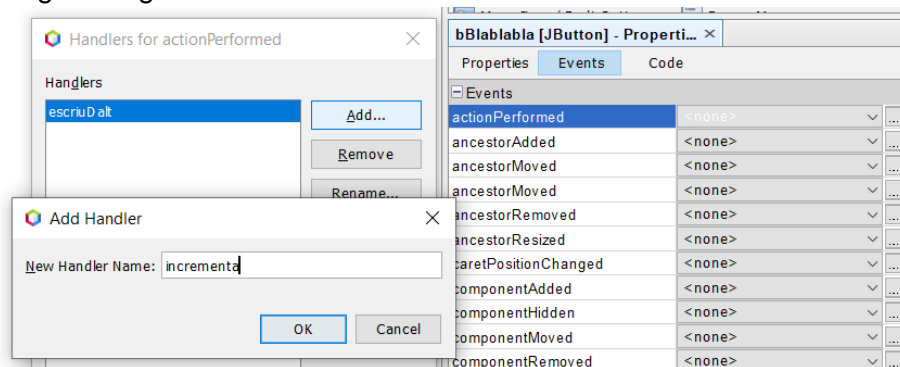 Handlers for actionPerformed
Handlers
escriuDalt
Add...
Remove
Rename...
Add Handler
New Handler Name: incrementa
OK Cancel
bBlablabla [JButton] - Properti... ×
Properties Events Code
Events
actionPerformed <none> ...
ancestorAdded <none> ...
ancestorMoved <none> ...
ancestorMoved <none> ...
ancestorRemoved <none> ...
ancestorResized <none> ...
caretPositionChanged <none> ...
componentAdded <none> ...
componentHidden <none> ...
componentMoved <none> ...
componentRemoved <none> ...